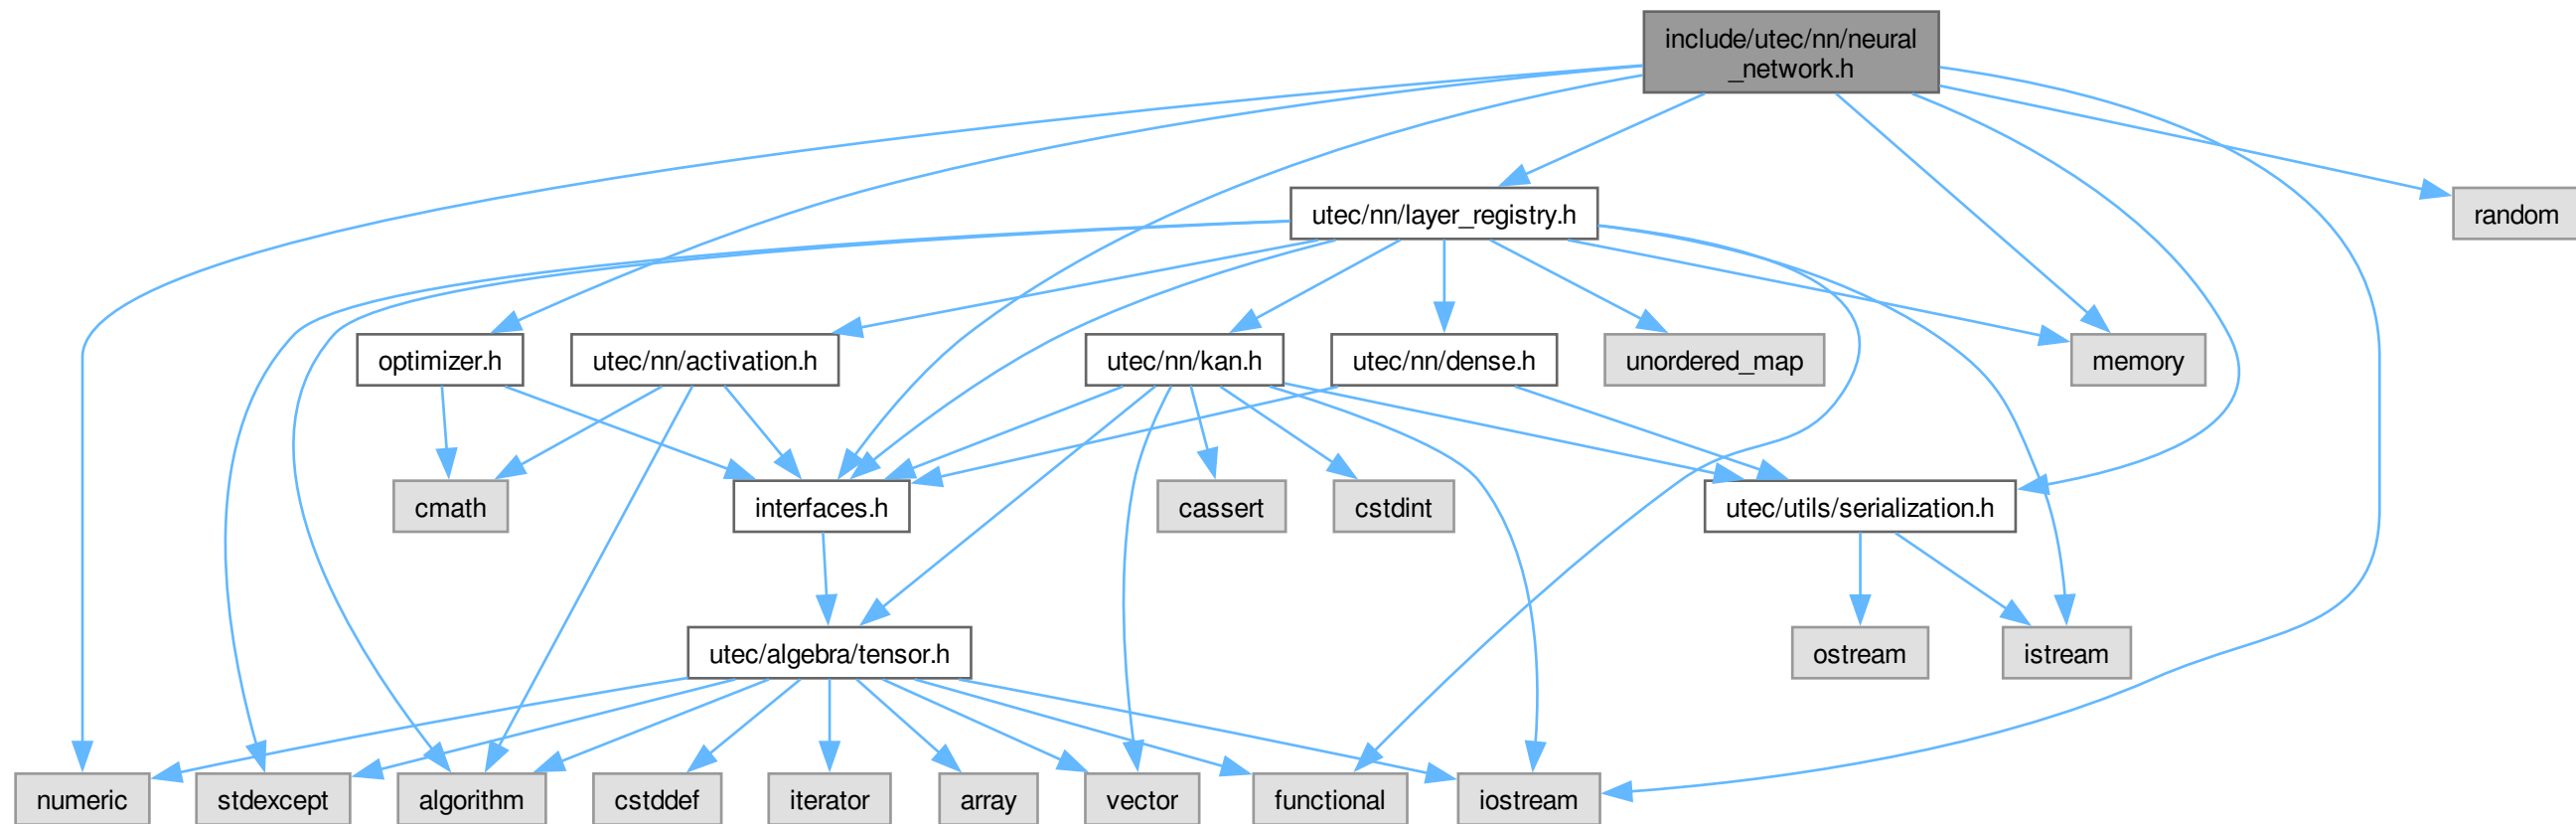 include/utec/nn/neural
_network.h
utec/nn/layer_registry.h
random
optimizer.h
utec/nn/activation.h
utec/nn/kan.h
utec/nn/dense.h
unordered_map
memory
cmath
interfaces.h
cassert
cstdint
utec/utils/serialization.h
utec/algebra/tensor.h
ostream
istream
numeric
stdexcept
algorithm
cstddef
iterator
array
vector
functional
iostream